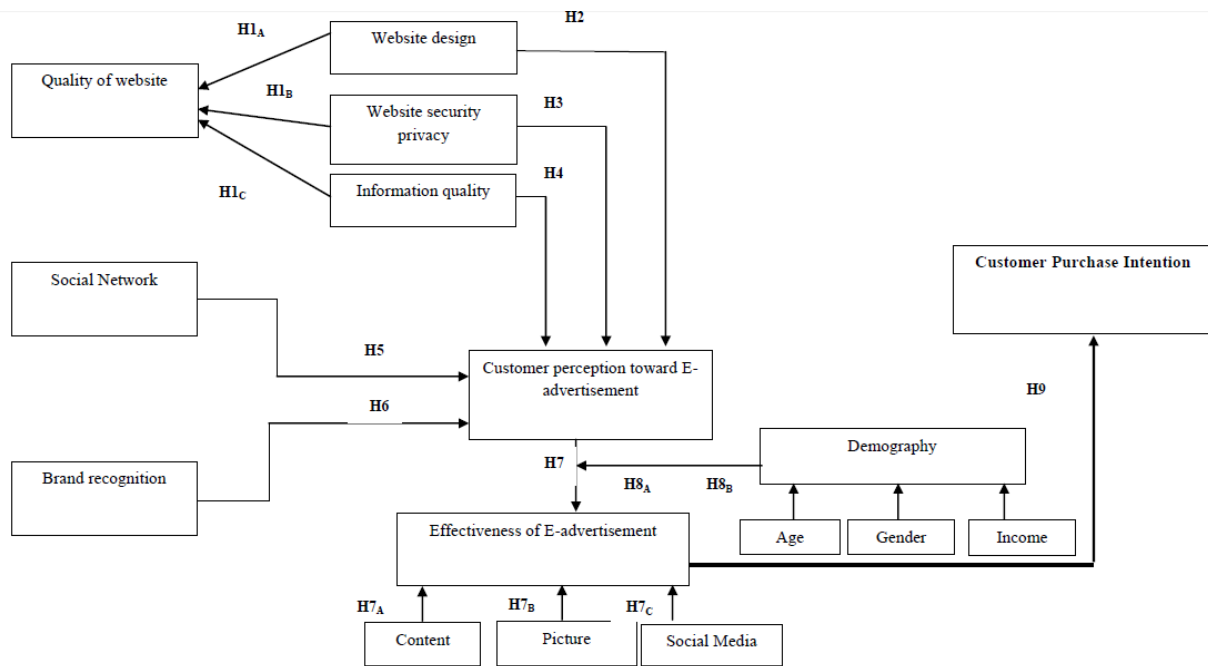 H2
H1A
Website design
Quality of website
H1B
H3
Website security
privacy
H4
Information quality
H1C
Customer Purchase Intention
Social Network
H5
Customer perception toward E-
advertisement
H9
H6
Demography
H7
Brand recognition
H8A
H8B
Effectiveness of E-advertisement
Age
Gender
Income
H7A
H7B
H7C
Content
Picture
Social Media